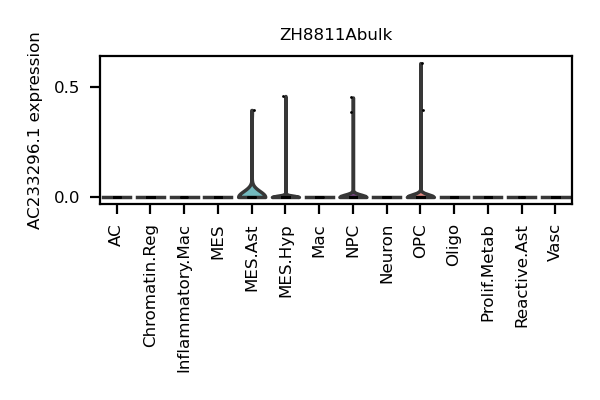 ZH8811Abulk
AC233296.1 expression
0.5
0.0
AC
Chromatin.Reg
Inflammatory.Mac
MES
MES.Ast
MES.Hyp
Mac
NPC
Neuron
OPC
Oligo
Prolif.Metab
Reactive.Ast
Vasc